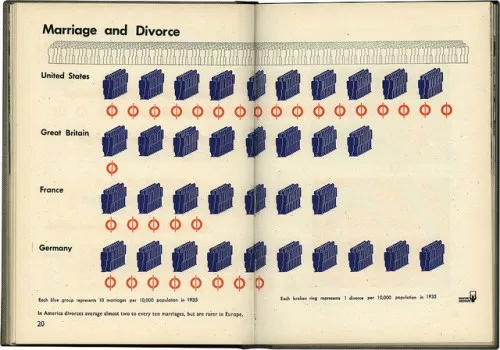 Marriage and Divorce
United States
Great Britain
France
Germany
Each blue group represents 10 marriages per 10,000 population in 1935
Each broken ring represents 1 divorce per 10,000 population in 1935
In America divorces average almost two to every ten marriages, but are rarer in Europe.
20